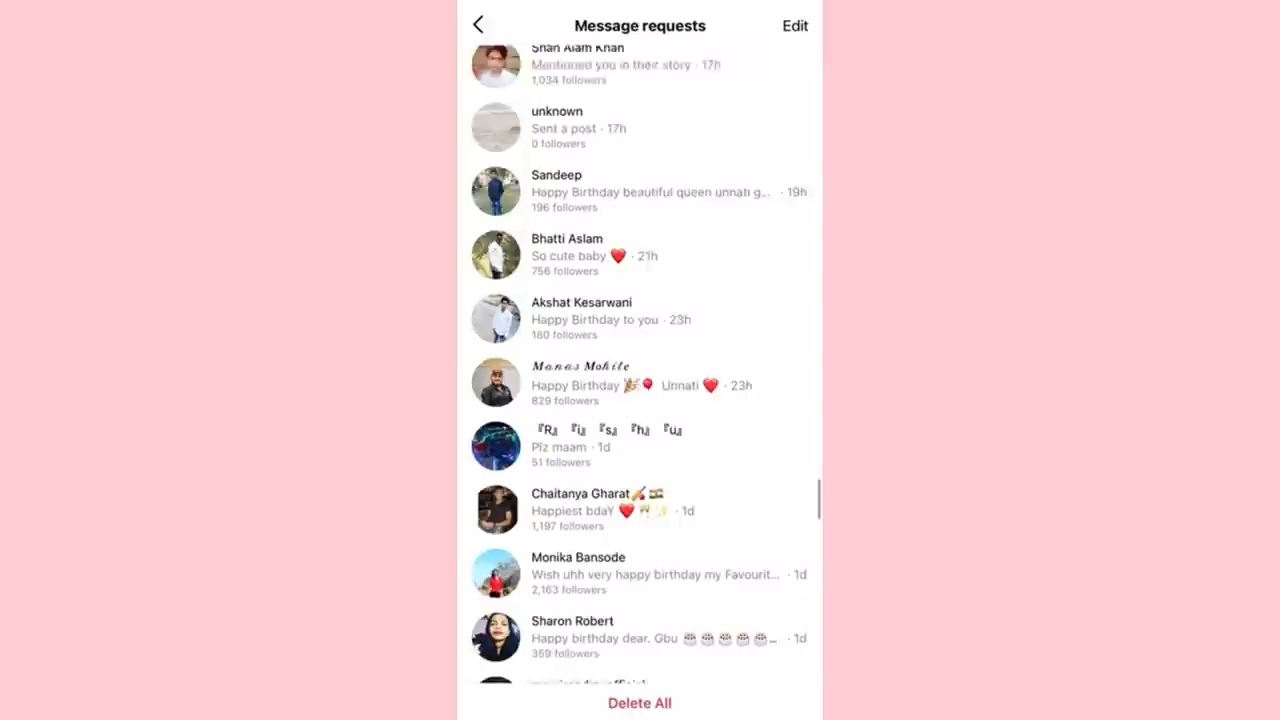 Message requests
Edit
Shan Alam Khan
Mentioned you in their story · 17h
1,034 followers
unknown
Sent a post · 17h
0 followers
Sandeep
Happy Birthday beautiful queen unnati g... · 19h
196 followers
Bhatti Aslam
So cute baby ❤️ · 21h
756 followers
Akshat Kesarwani
Happy Birthday to you · 23h
180 followers
𝑴𝒂𝒏𝒂𝒔 𝑴𝒐𝒉𝒊𝒕𝒆
Happy Birthday 🎉🎈 Unnati ❤️ · 23h
829 followers
『R』 『i』 『s』 『h』 『u』
Plz maam · 1d
51 followers
Chaitanya Gharat🏏🇮🇳
Happiest bdaY ❤️🥂✨ · 1d
1,197 followers
Monika Bansode
Wish uhh very happy birthday my Favourit... · 1d
2,163 followers
Sharon Robert
Happy birthday dear. Gbu 🎂🎂🎂🎂🎂... · 1d
359 followers
Delete All